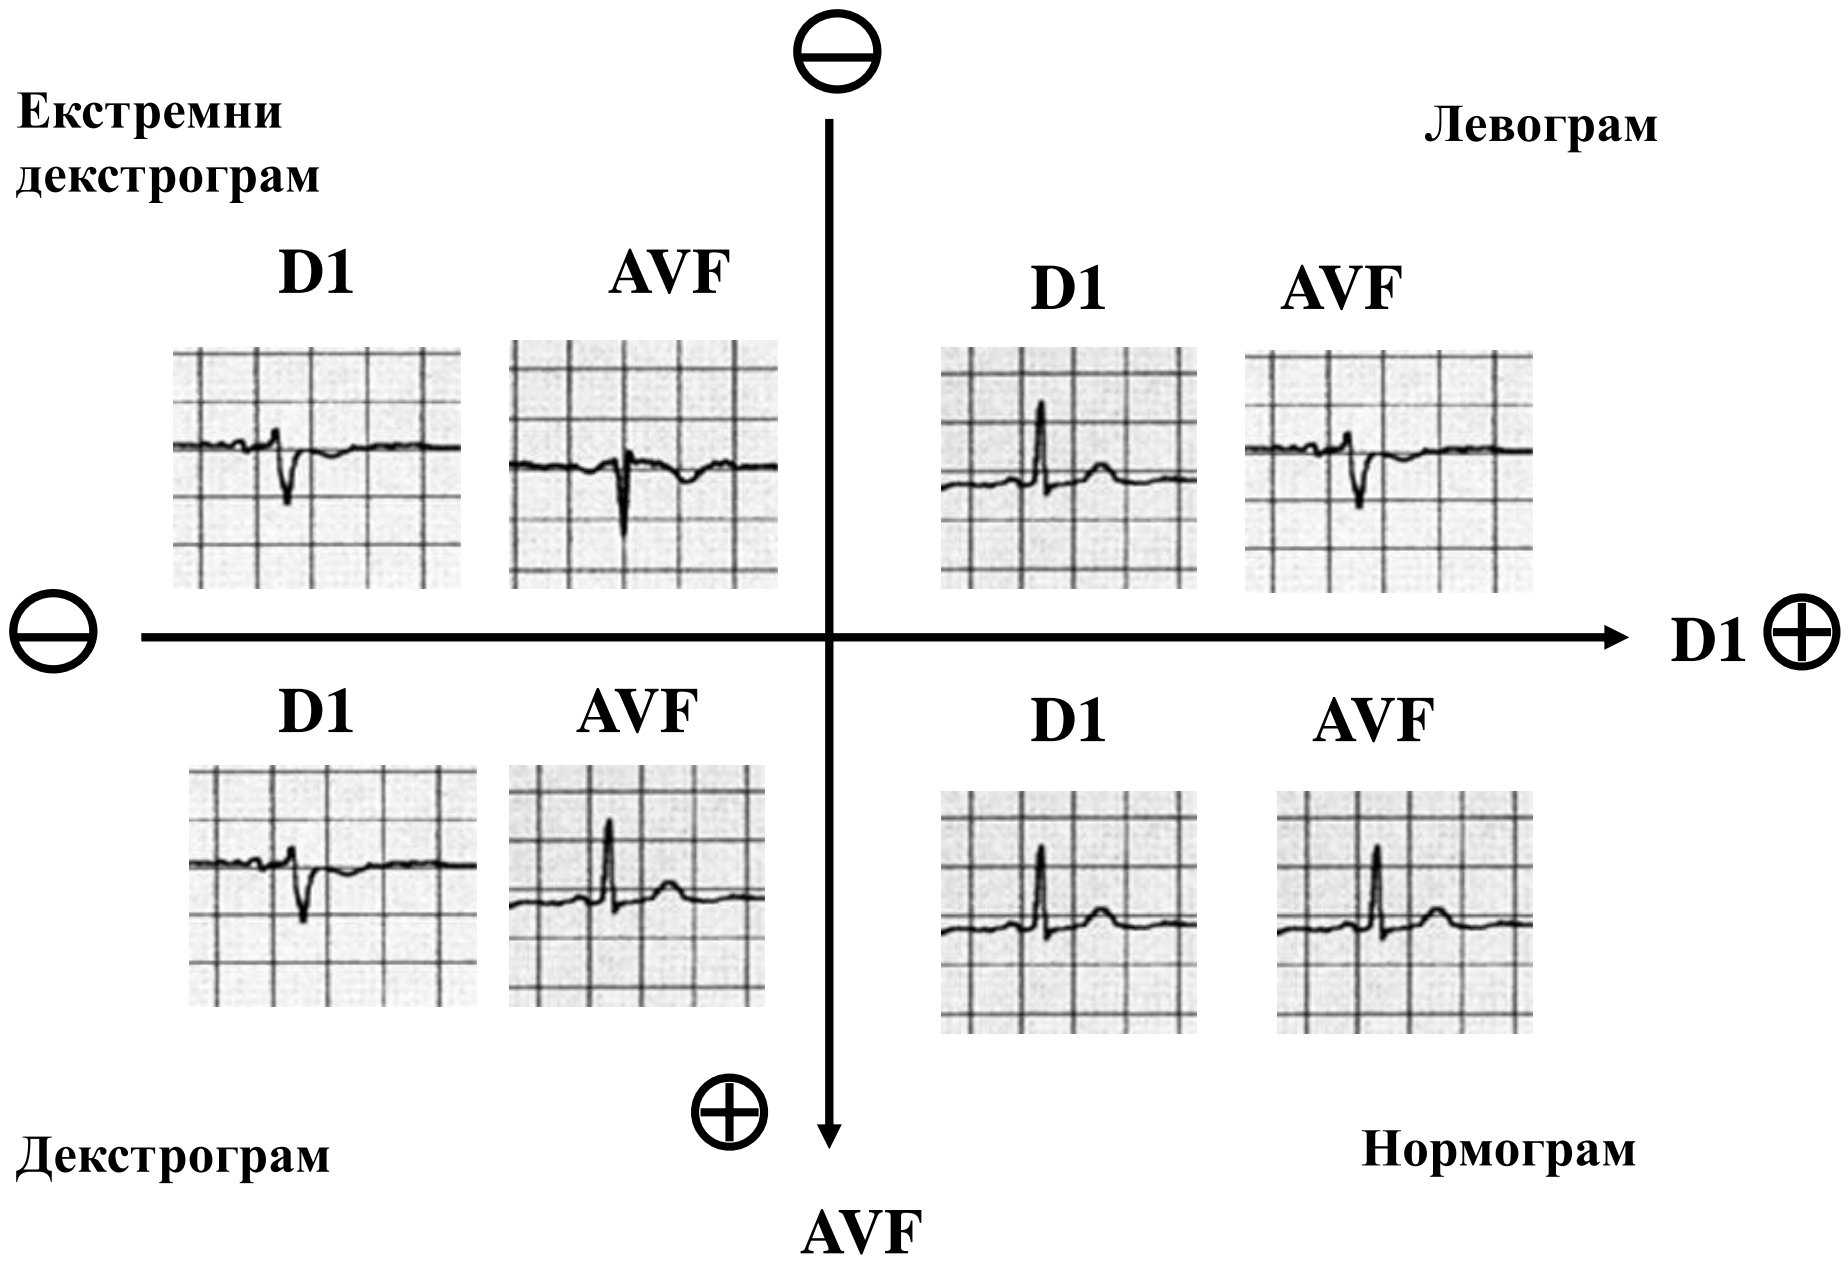 Екстремни
декстрограм
Левограм
D1
AVF
D1
AVF
D1
D1
AVF
D1
AVF
Декстрограм
Нормограм
AVF